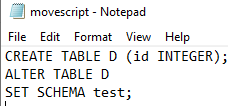 movescript - Notepad
File Edit Format View Help
CREATE TABLE D (id INTEGER);
ALTER TABLE D
SET SCHEMA test;